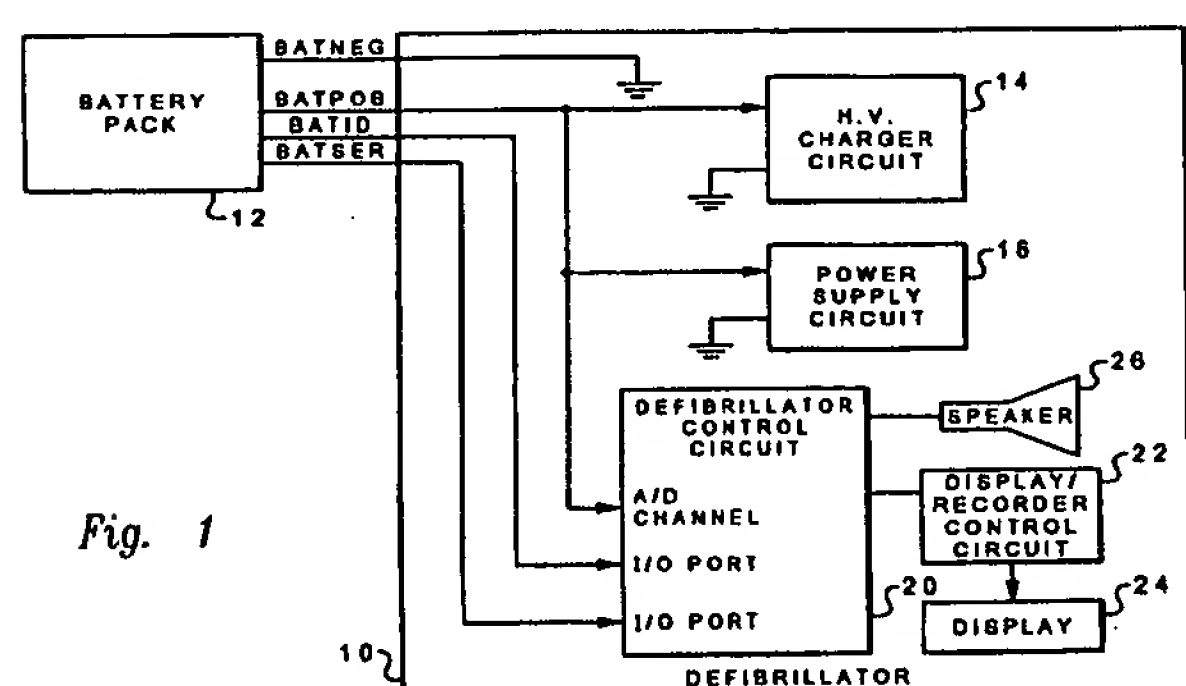 BATTERY
PACK
12
BATNEG
BATPOS
BATID
BATSER
H.V.
CHARGER
CIRCUIT
14
POWER
SUPPLY
CIRCUIT
16
DEFIBRILLATOR
CONTROL
CIRCUIT
A/D
CHANNEL
I/O PORT
I/O PORT
20
SPEAKER
26
DISPLAY/
RECORDER
CONTROL
CIRCUIT
22
DISPLAY
24
Fig. 1
10
DEFIBRILLATOR